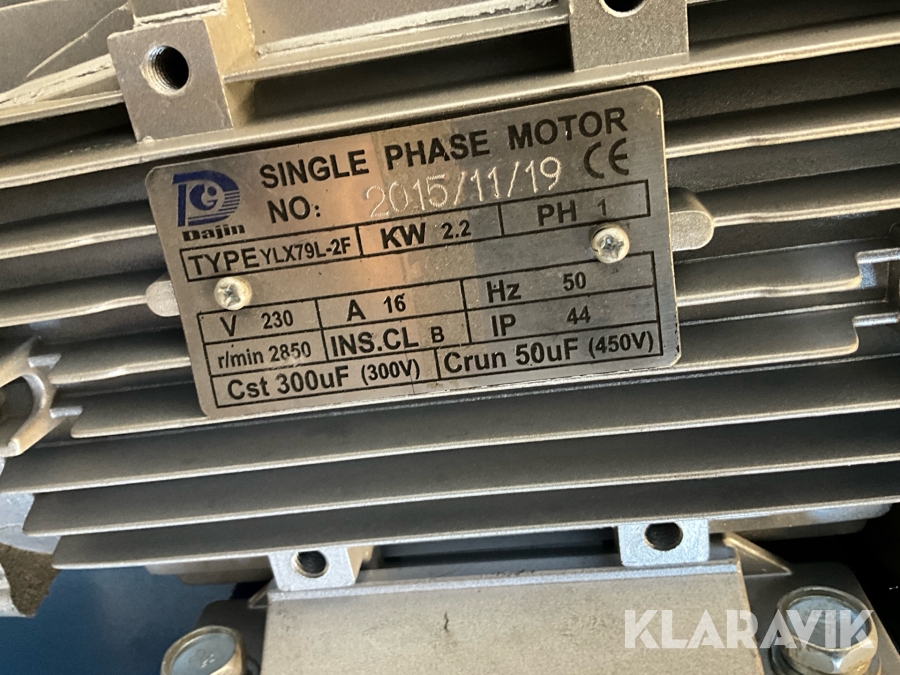 SINGLE PHASE MOTOR
Dajin NO: 2015/11/19 CE
TYPE YLX79L-2F KW 2.2 PH 1
V 230 A 16 Hz 50
r/min 2850 INS.CL B IP 44
Cst 300uF (300V) Crun 50uF (450V)
KLARAVIK